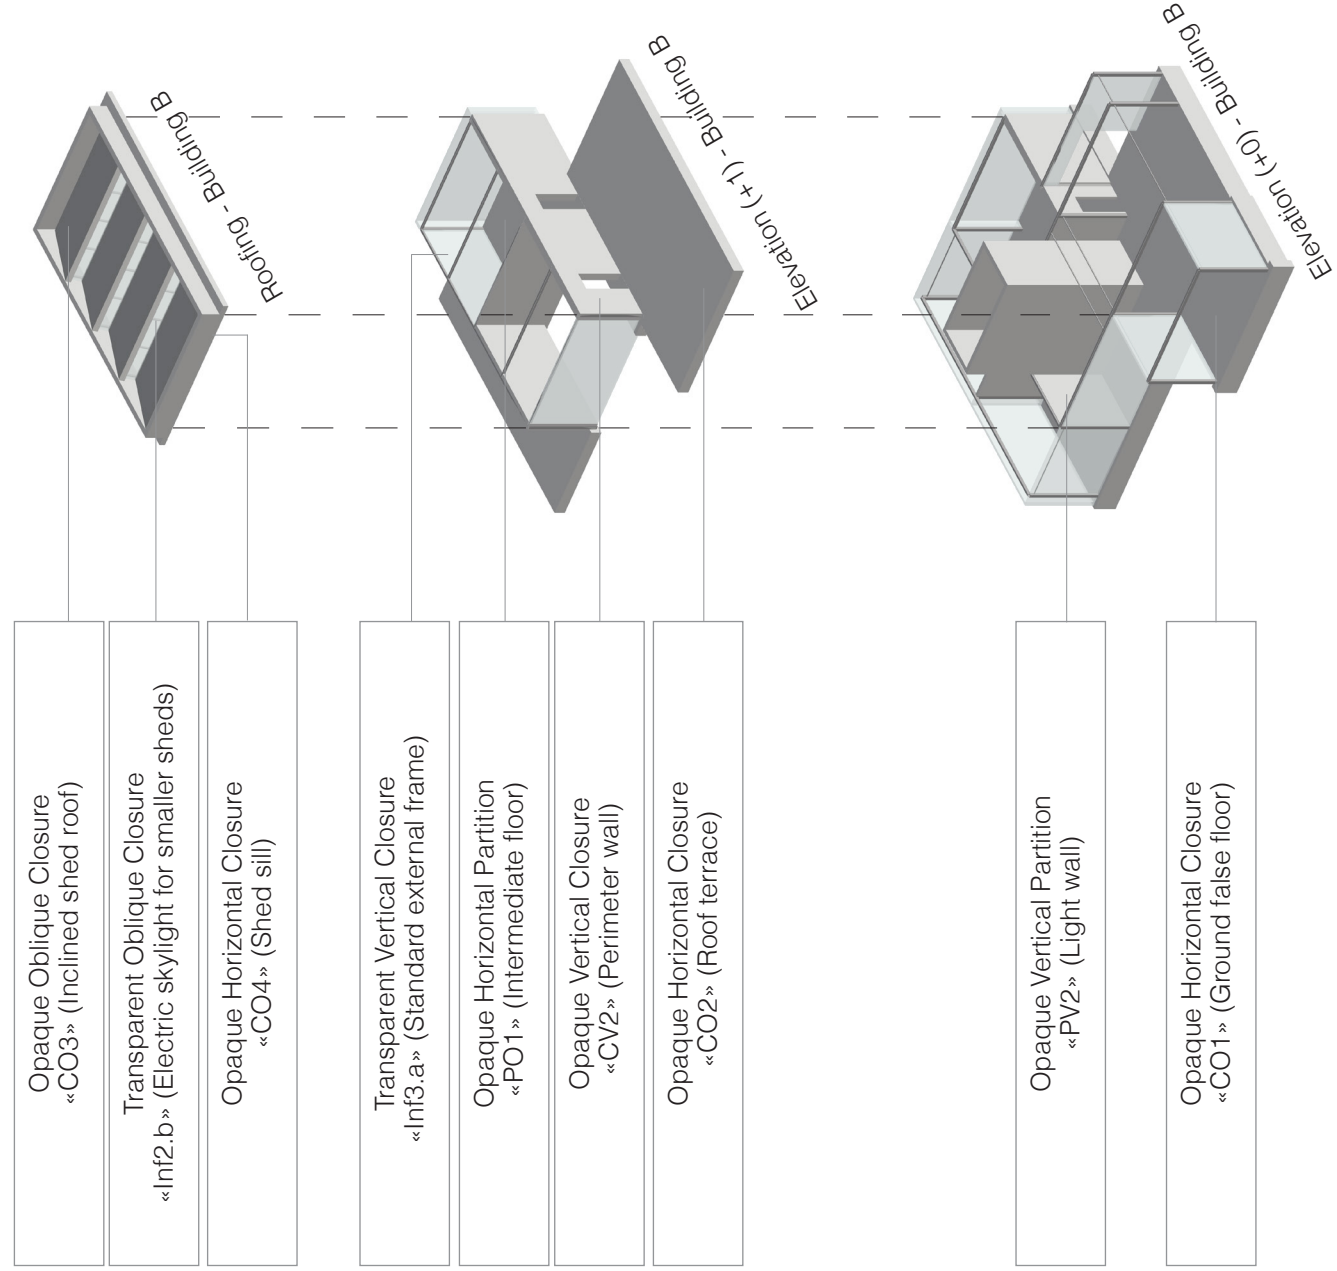 Roofing - Building B
Opaque Oblique Closure
«CO3» (Inclined shed roof)
Transparent Oblique Closure
«Inf2.b» (Electric skylight for smaller sheds)
Opaque Horizontal Closure
«CO4» (Shed sill)
Elevation (+1) - Building B
Transparent Vertical Closure
«Inf3.a» (Standard external frame)
Opaque Horizontal Partition
«PO1» (Intermediate floor)
Opaque Vertical Closure
«CV2» (Perimeter wall)
Opaque Horizontal Closure
«CO2» (Roof terrace)
Elevation (+0) - Building B
Opaque Vertical Partition
«PV2» (Light wall)
Opaque Horizontal Closure
«CO1» (Ground false floor)